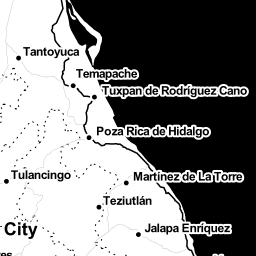 Tantoyuca
Temapache
Tuxpan de Rodríguez Cano
Poza Rica de Hidalgo
Tulancingo
Martínez de La Torre
Teziutlán
City
Jalapa Enríquez